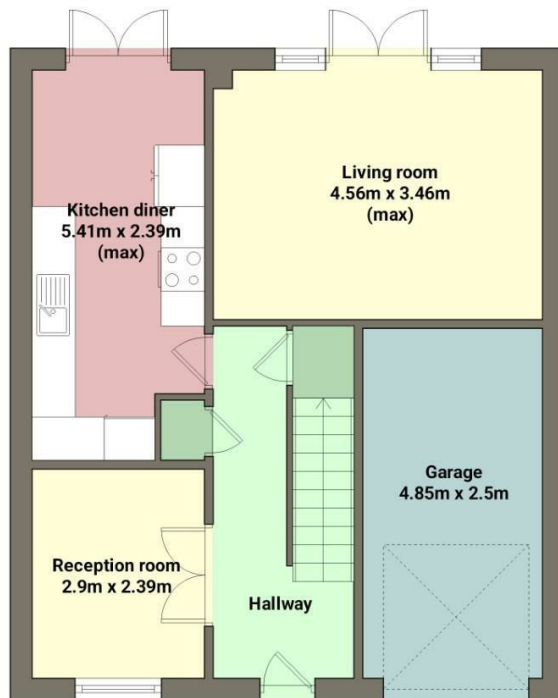 Living room
4.56m x 3.46m
(max)
Kitchen diner
5.41m x 2.39m
(max)
Garage
4.85m x 2.5m
Reception room
2.9m x 2.39m
Hallway